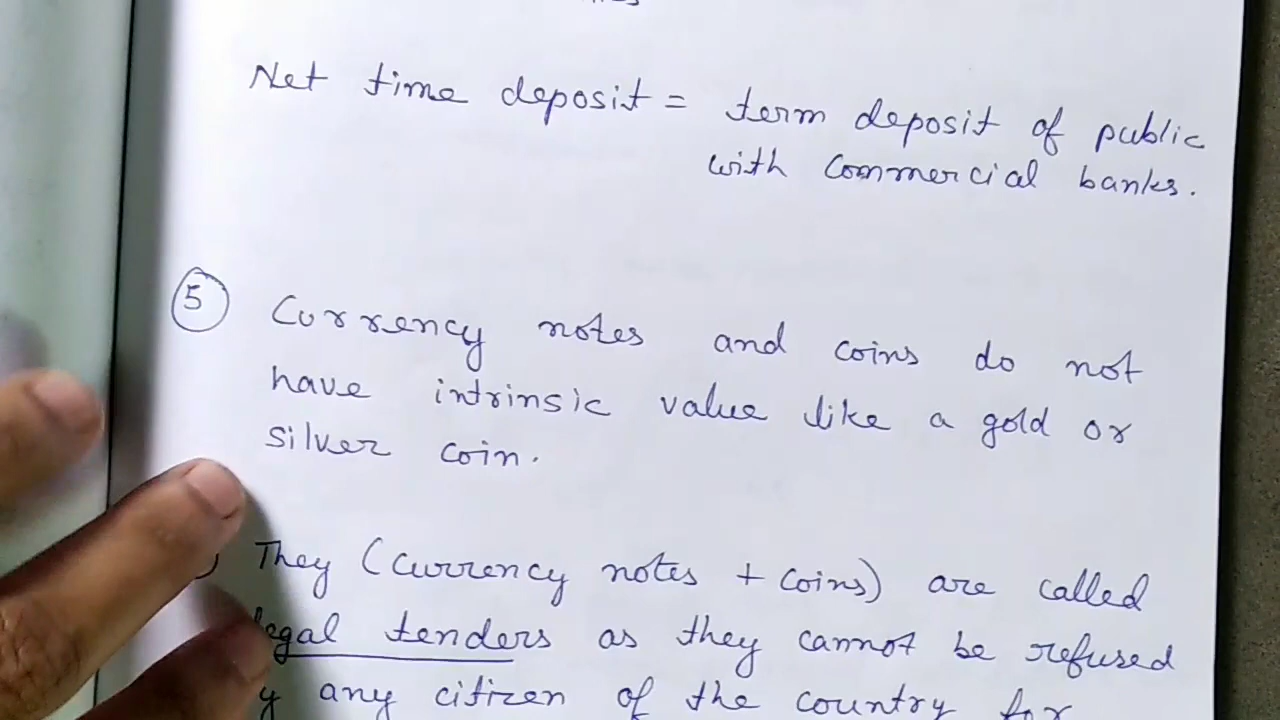 Net time deposit = term deposit of public
with commercial banks.
5 Currency notes and coins do not
have intrinsic value like a gold or
silver coin.
They (currency notes + coins) are called
legal tenders as they cannot be refused
any citizen of the country for